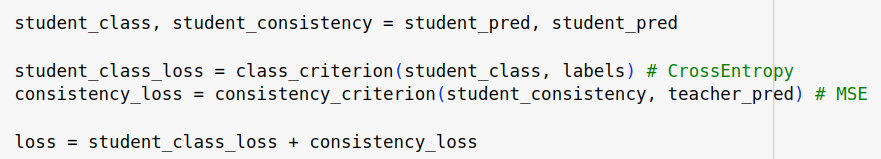 student_class, student_consistency = student_pred, student_pred
student_class_loss = class_criterion(student_class, labels) # CrossEntropy
consistency_loss = consistency_criterion(student_consistency, teacher_pred) # MSE
loss = student_class_loss + consistency_loss